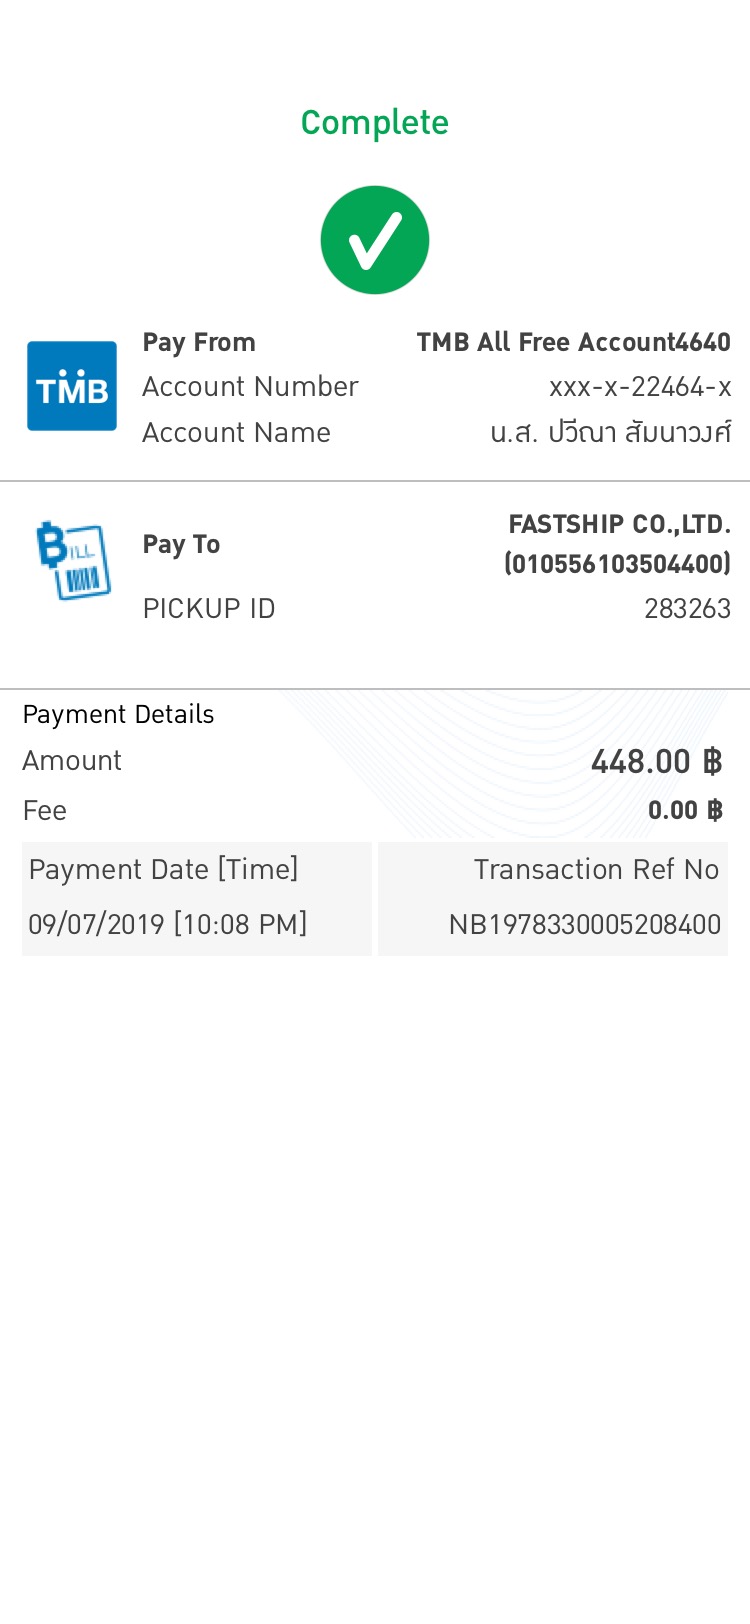 Complete
Pay From TMB All Free Account4640
TMB Account Number xxx-x-22464-x
Account Name น.ส. ปวีณา สัมนาวงศ์
FASTSHIP CO.,LTD.
BILL Pay To
(010556103504400)
PICKUP ID 283263
Payment Details
Amount 448.00 ฿
Fee 0.00 ฿
Payment Date [Time] Transaction Ref No
09/07/2019 [10:08 PM] NB1978330005208400